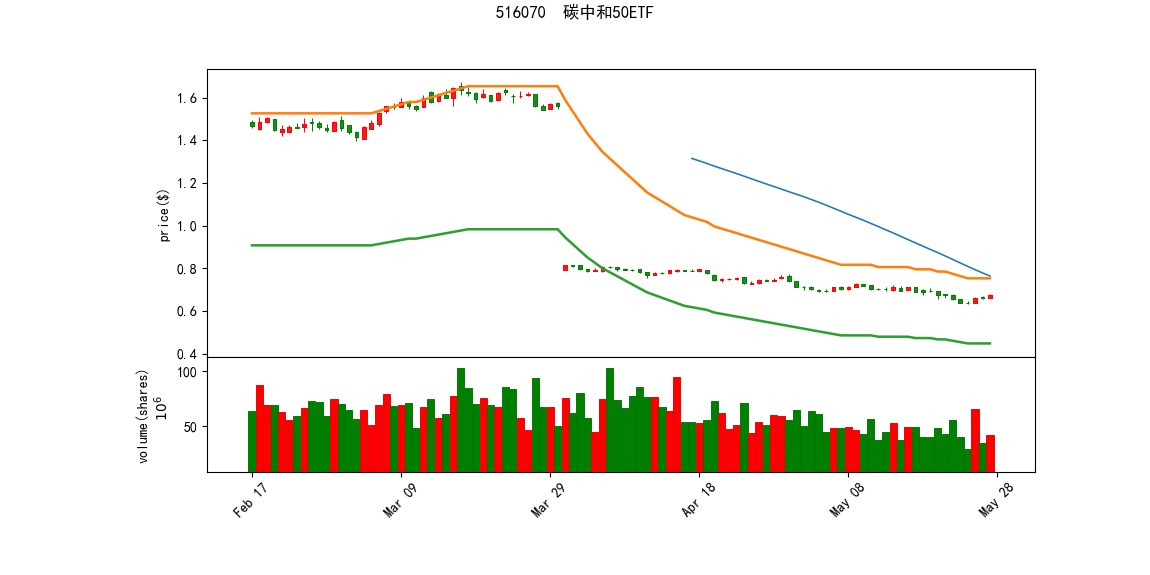 516070 碳中和50ETF
price($)
1.6
1.4
1.2
1.0
0.8
0.6
0.4
volume(shares)
10^6
100
50
Feb 17
Mar 09
Mar 29
Apr 18
May 08
May 28